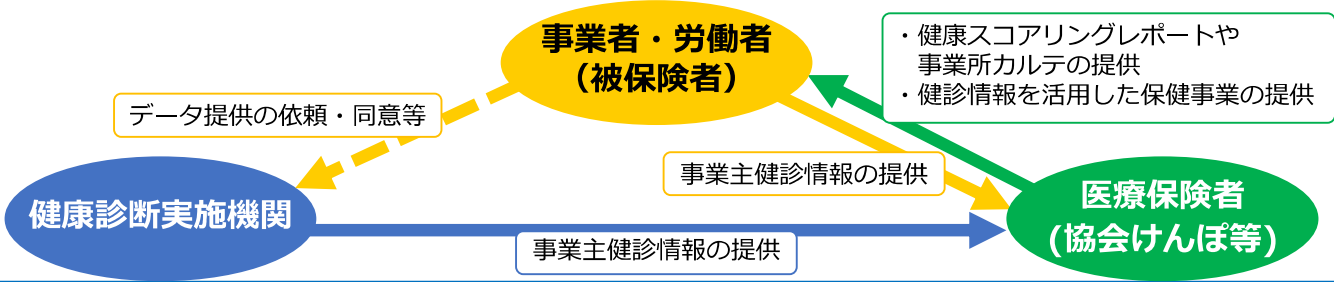 事業者・労働者
（被保険者）
・健康スコアリングレポートや
事業所カルテの提供
・健診情報を活用した保健事業の提供
データ提供の依頼・同意等
事業主健診情報の提供
健康診断実施機関
医療保険者
(協会けんぽ等)
事業主健診情報の提供